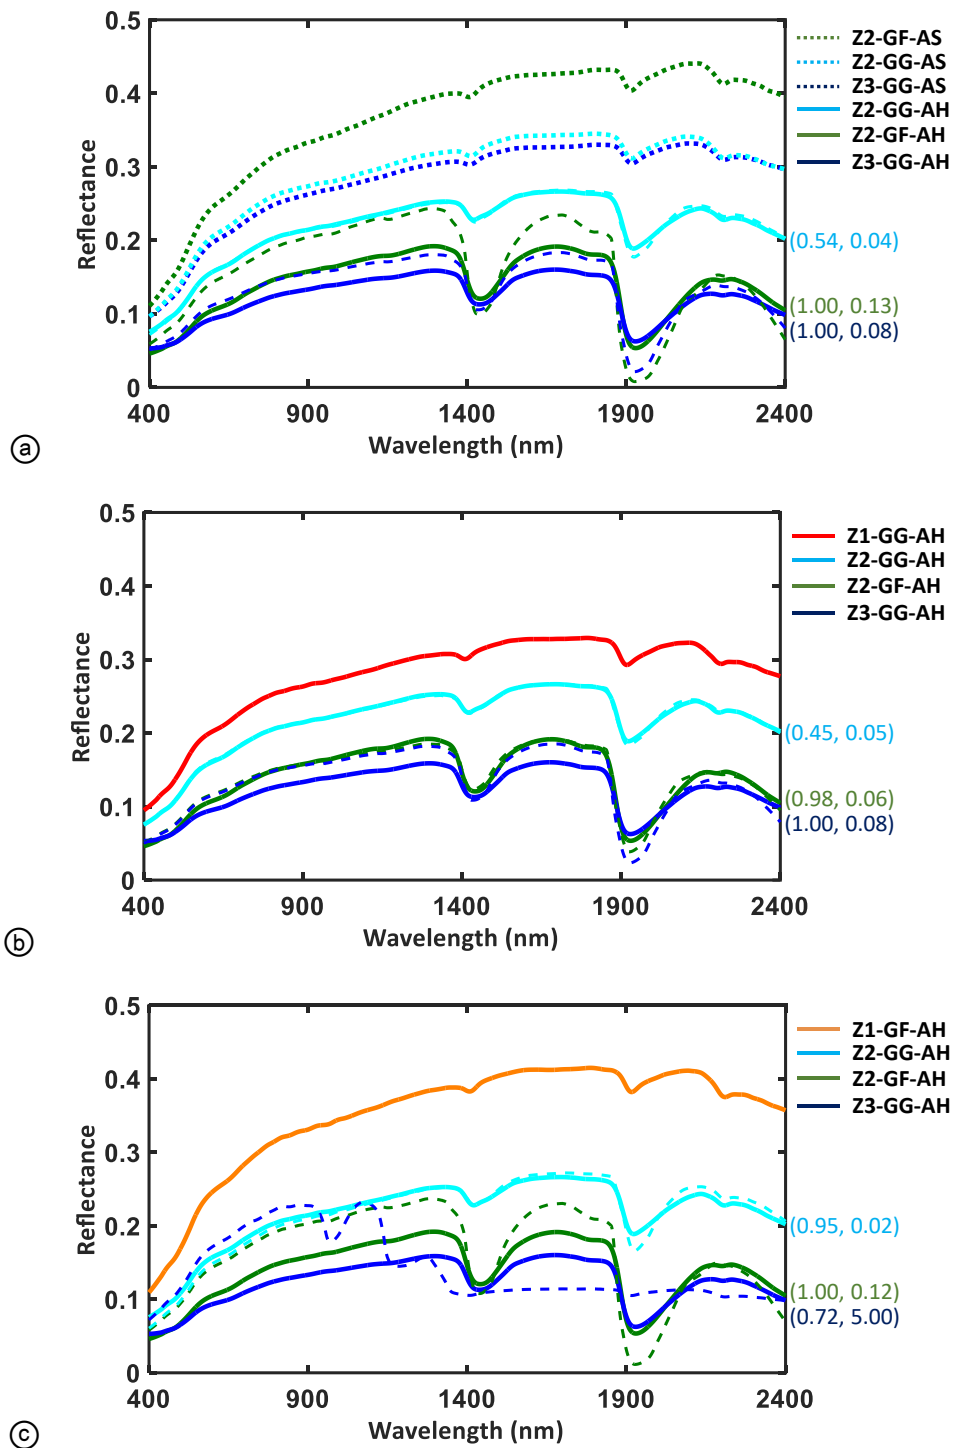 0.5
0.4
0.3
0.2
0.1
0
Reflectance
400 900 1400 1900 2400
Wavelength (nm)
Z2-GF-AS
Z2-GG-AS
Z3-GG-AS
Z2-GG-AH
Z2-GF-AH
Z3-GG-AH
(0.54, 0.04)
(1.00, 0.13)
(1.00, 0.08)
a
0.5
0.4
0.3
0.2
0.1
0
Reflectance
400 900 1400 1900 2400
Wavelength (nm)
Z1-GG-AH
Z2-GG-AH
Z2-GF-AH
Z3-GG-AH
(0.45, 0.05)
(0.98, 0.06)
(1.00, 0.08)
b
0.5
0.4
0.3
0.2
0.1
0
Reflectance
400 900 1400 1900 2400
Wavelength (nm)
Z1-GF-AH
Z2-GG-AH
Z2-GF-AH
Z3-GG-AH
(0.95, 0.02)
(1.00, 0.12)
(0.72, 5.00)
c